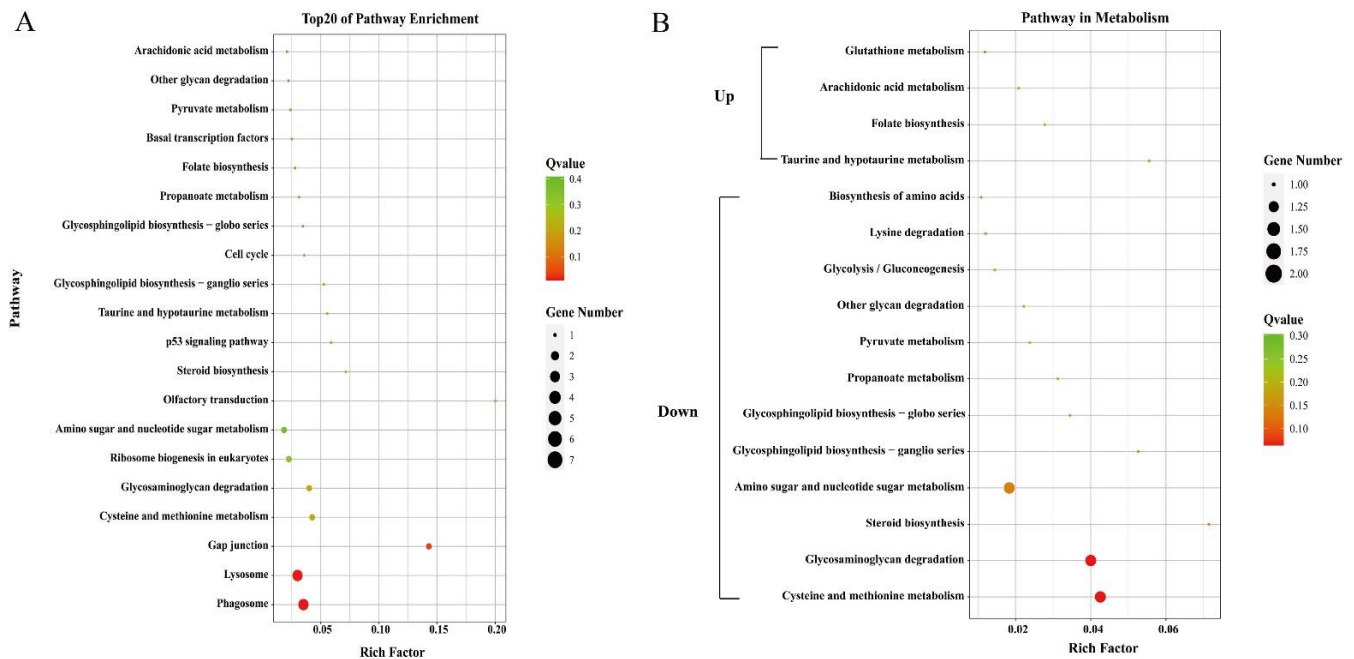 A
Top20 of Pathway Enrichment
Pathway
Arachidonic acid metabolism
Other glycan degradation
Pyruvate metabolism
Basal transcription factors
Folate biosynthesis
Propanoate metabolism
Glycosphingolipid biosynthesis − globo series
Cell cycle
Glycosphingolipid biosynthesis − ganglio series
Taurine and hypotaurine metabolism
p53 signaling pathway
Steroid biosynthesis
Olfactory transduction
Amino sugar and nucleotide sugar metabolism
Ribosome biogenesis in eukaryotes
Glycosaminoglycan degradation
Cysteine and methionine metabolism
Gap junction
Lysosome
Phagosome
0.05 0.10 0.15 0.20
Rich Factor
Qvalue
0.4
0.3
0.2
0.1
Gene Number
1
2
3
4
5
6
7
B
Pathway in Metabolism
Up
Down
Glutathione metabolism
Arachidonic acid metabolism
Folate biosynthesis
Taurine and hypotaurine metabolism
Biosynthesis of amino acids
Lysine degradation
Glycolysis / Gluconeogenesis
Other glycan degradation
Pyruvate metabolism
Propanoate metabolism
Glycosphingolipid biosynthesis − globo series
Glycosphingolipid biosynthesis − ganglio series
Amino sugar and nucleotide sugar metabolism
Steroid biosynthesis
Glycosaminoglycan degradation
Cysteine and methionine metabolism
0.02 0.04 0.06
Rich Factor
Gene Number
1.00
1.25
1.50
1.75
2.00
Qvalue
0.30
0.25
0.20
0.15
0.10